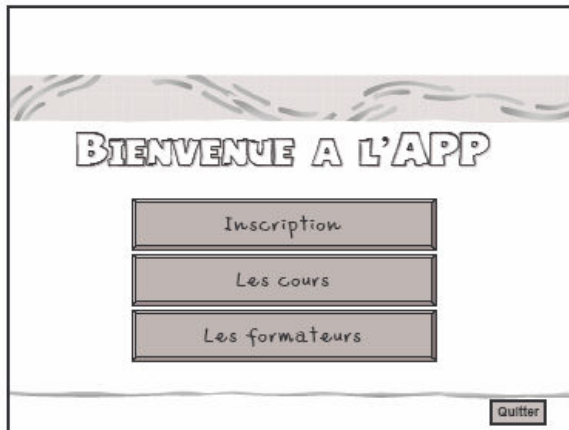 BIENVENUE A L'APP
Inscription
Les cours
Les formateurs
Quitter